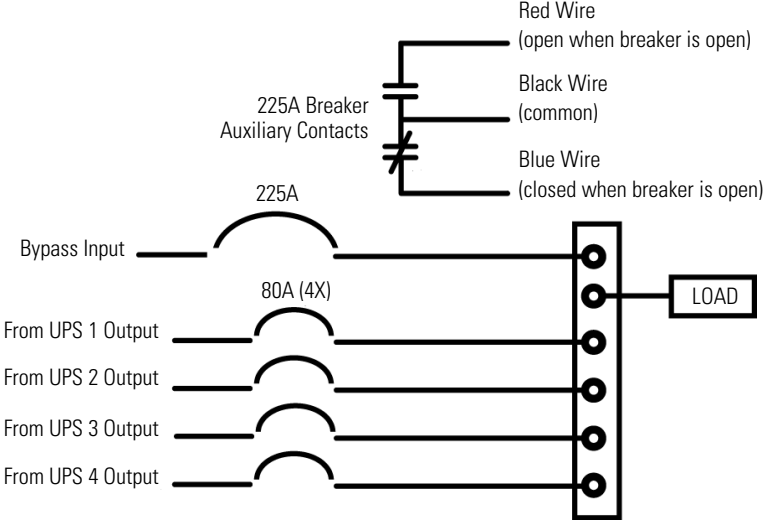 Red Wire
(open when breaker is open)
Black Wire
(common)
225A Breaker
Auxiliary Contacts
Blue Wire
(closed when breaker is open)
225A
Bypass Input
80A (4X)
LOAD
From UPS 1 Output
From UPS 2 Output
From UPS 3 Output
From UPS 4 Output